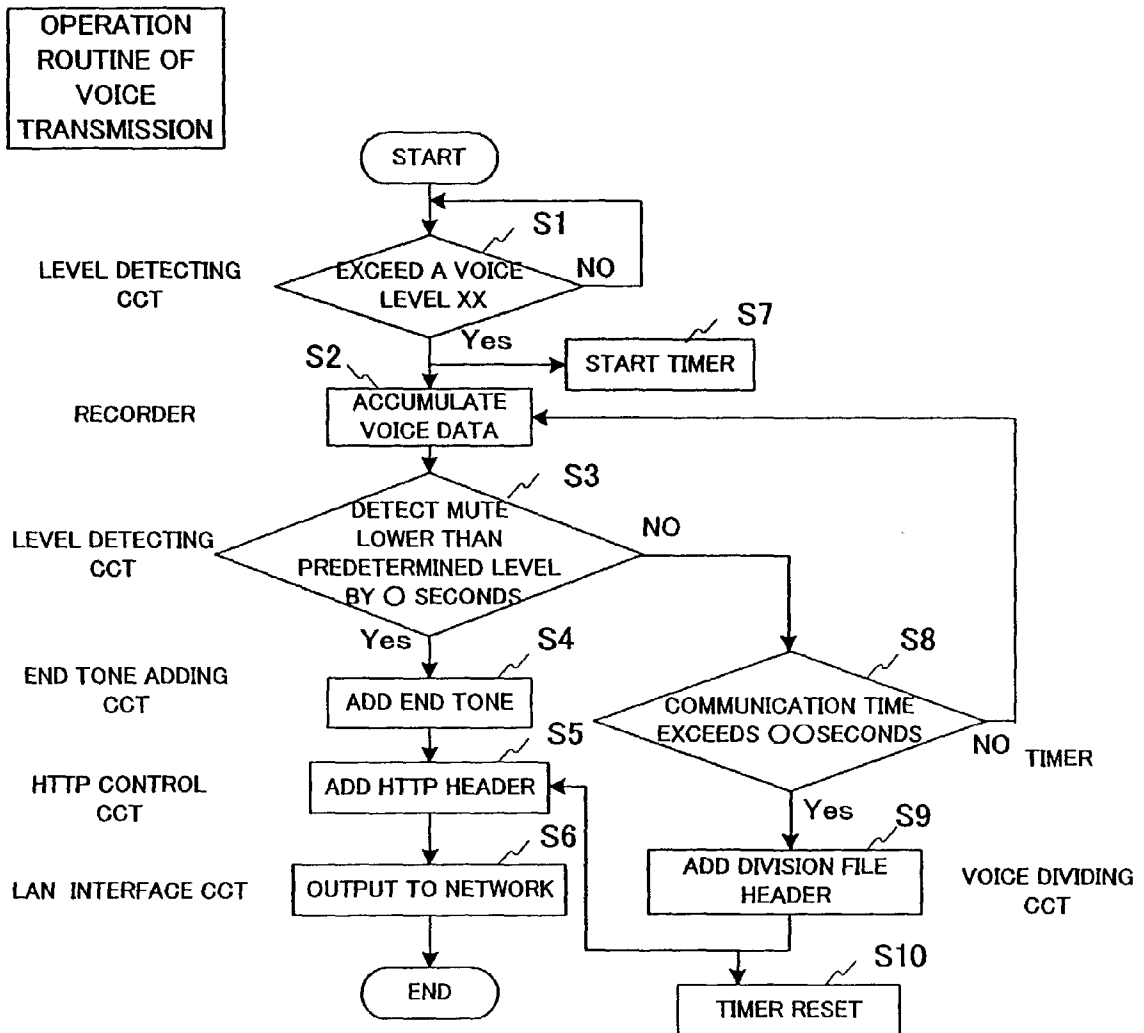 OPERATION
ROUTINE OF
VOICE
TRANSMISSION
START
S1
LEVEL DETECTING
CCT
EXCEED A VOICE
LEVEL XX
NO
Yes
S7
START TIMER
S2
RECORDER
ACCUMULATE
VOICE DATA
S3
LEVEL DETECTING
CCT
DETECT MUTE
LOWER THAN
PREDETERMINED LEVEL
BY ○ SECONDS
NO
Yes
S4
END TONE ADDING
CCT
ADD END TONE
S8
COMMUNICATION TIME
EXCEEDS ○○SECONDS
NO
TIMER
Yes
S5
HTTP CONTROL
CCT
ADD HTTP HEADER
S6
LAN INTERFACE CCT
OUTPUT TO NETWORK
S9
ADD DIVISION FILE
HEADER
VOICE DIVIDING
CCT
END
S10
TIMER RESET